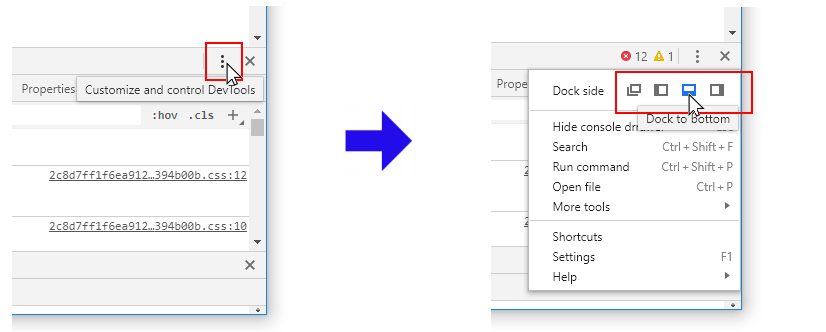 Properties
Customize and control DevTools
:hov .cls +
2c8d7ff1f6ea912…394b00b.css:12
2c8d7ff1f6ea912…394b00b.css:10
12 1
Prope
Dock side
Dock to bottom
Hide console drawer
Search Ctrl + Shift + F
Run command Ctrl + Shift + P
Open file Ctrl + P
More tools
Shortcuts
Settings F1
Help